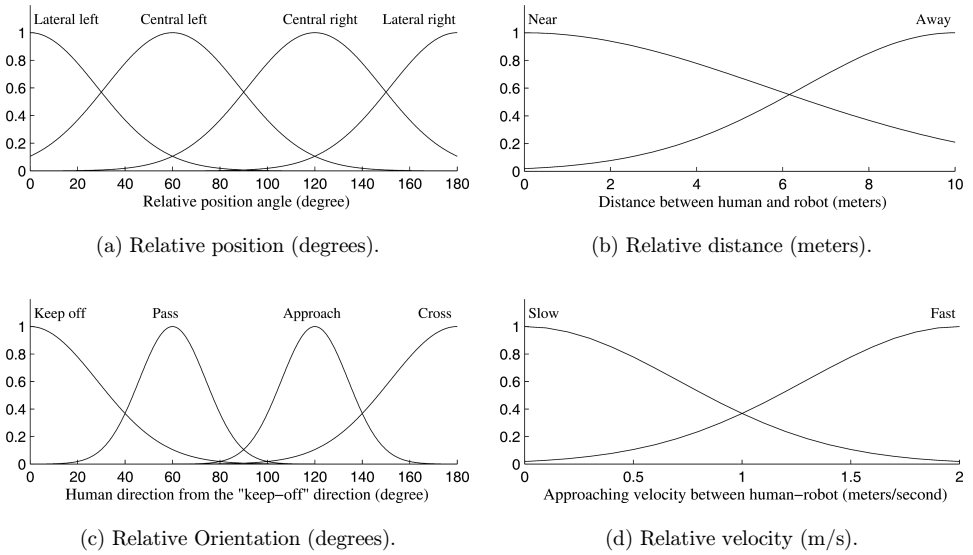 Lateral left Central left Central right Lateral right
1
0.8
0.6
0.4
0.2
0
0 20 40 60 80 100 120 140 160 180
Relative position angle (degree)
(a) Relative position (degrees).
Near Away
1
0.8
0.6
0.4
0.2
0
0 2 4 6 8 10
Distance between human and robot (meters)
(b) Relative distance (meters).
Keep off Pass Approach Cross
1
0.8
0.6
0.4
0.2
0
0 20 40 60 80 100 120 140 160 180
Human direction from the "keep−off" direction (degree)
(c) Relative Orientation (degrees).
Slow Fast
1
0.8
0.6
0.4
0.2
0
0 0.5 1 1.5 2
Approaching velocity between human−robot (meters/second)
(d) Relative velocity (m/s).